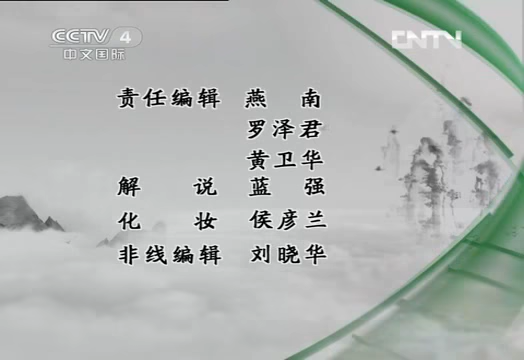 CCTV 4
中文国际
CNTV
责任编辑 燕 南
罗泽君
黄卫华
解 说 蓝 强
化 妆 侯彦兰
非线编辑 刘晓华